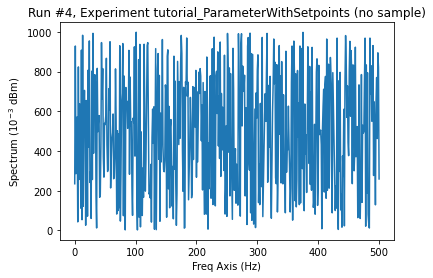 Run #4, Experiment tutorial_ParameterWithSetpoints (no sample)
1000
800
600
400
200
0
Spectrum (10⁻³ dBm)
0 100 200 300 400 500
Freq Axis (Hz)